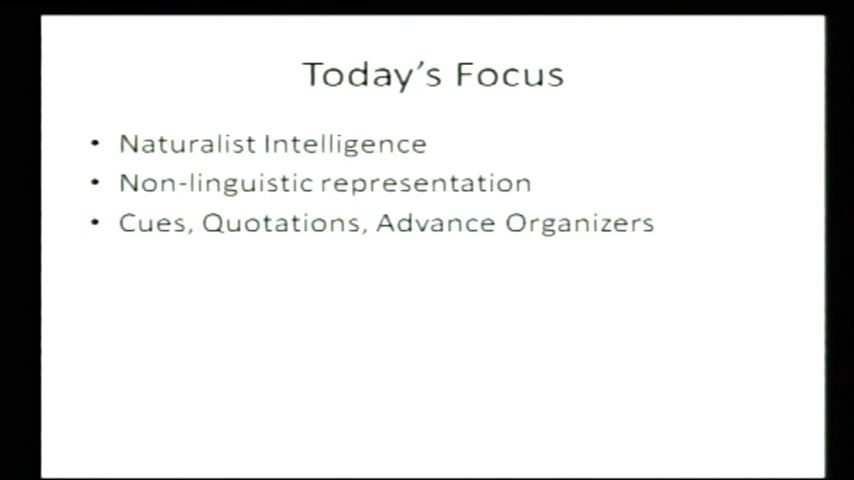 Today's Focus
• Naturalist Intelligence
• Non-linguistic representation
• Cues, Quotations, Advance Organizers